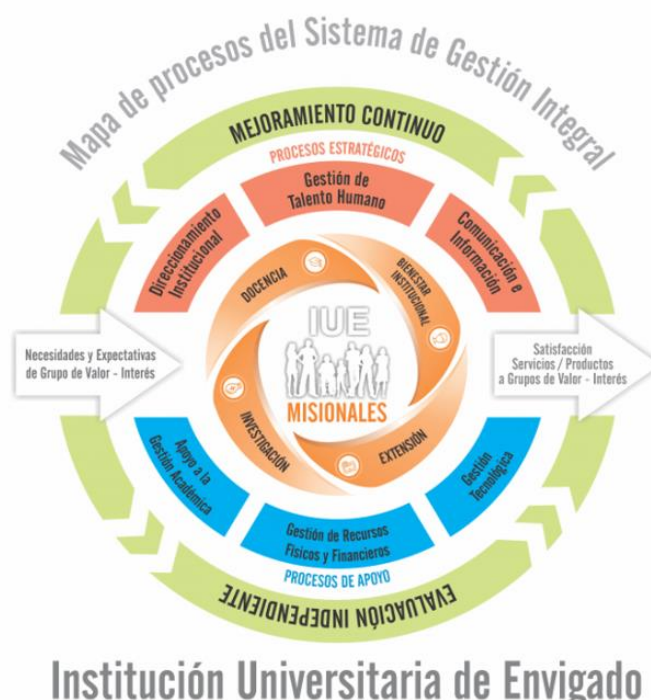 Mapa de procesos del Sistema de Gestión Integral
MEJORAMIENTO CONTINUO
PROCESOS ESTRATÉGICOS
Direccionamiento
Institucional
Gestión de
Talento Humano
Comunicación e
Información
DOCENCIA
BIENESTAR
INSTITUCIONAL
IUE
MISIONALES
INVESTIGACIÓN
EXTENSIÓN
Necesidades y Expectativas
de Grupo de Valor - Interés
Satisfacción
Servicios / Productos
a Grupos de Valor - Interés
Apoyo a la
Gestión Académica
Gestión de Recursos
Físicos y Financieros
Gestión
Tecnológica
PROCESOS DE APOYO
EVALUACIÓN INDEPENDIENTE
Institución Universitaria de Envigado